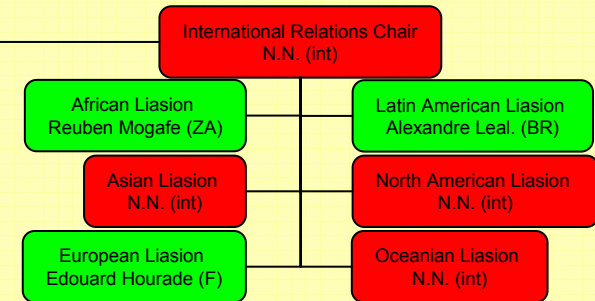 International Relations Chair
N.N. (int)
African Liasion
Reuben Mogafe (ZA)
Latin American Liasion
Alexandre Leal. (BR)
Asian Liasion
N.N. (int)
North American Liasion
N.N. (int)
European Liasion
Edouard Hourade (F)
Oceanian Liasion
N.N. (int)